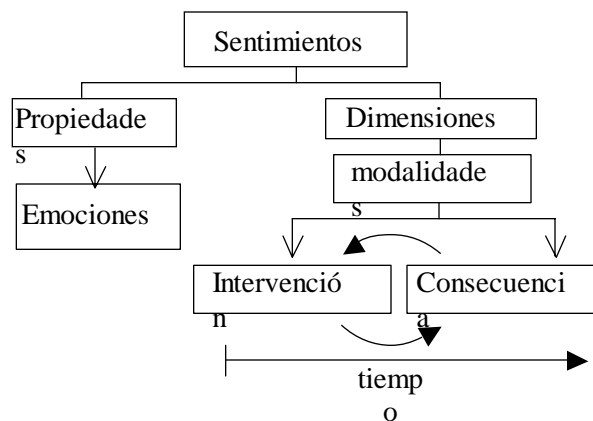 Sentimientos
Propiedade
s
Dimensiones
modalidade
s
Emociones
Intervenció
n
Consecuenci
a
tiemp
o